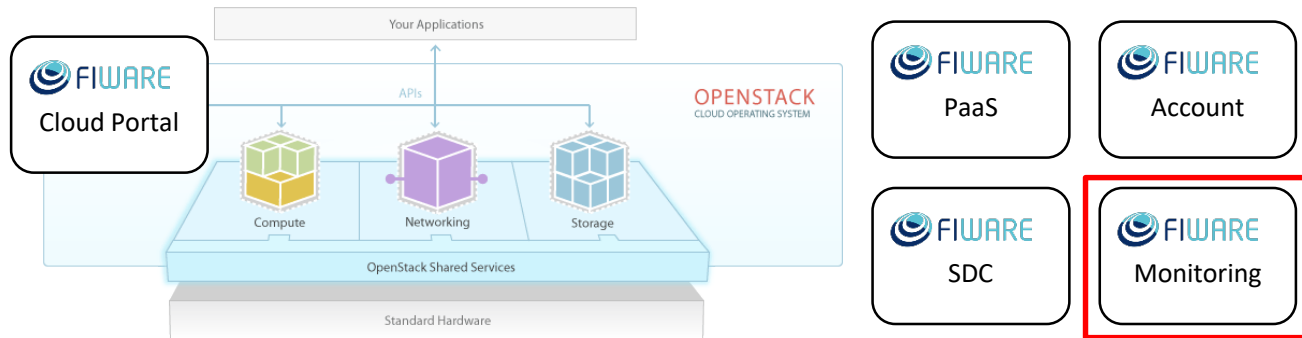 Your Applications
FIWARE
Cloud Portal
APIs
OPENSTACK
CLOUD OPERATING SYSTEM
Compute
Networking
Storage
OpenStack Shared Services
Standard Hardware
FIWARE
PaaS
FIWARE
Account
FIWARE
SDC
FIWARE
Monitoring